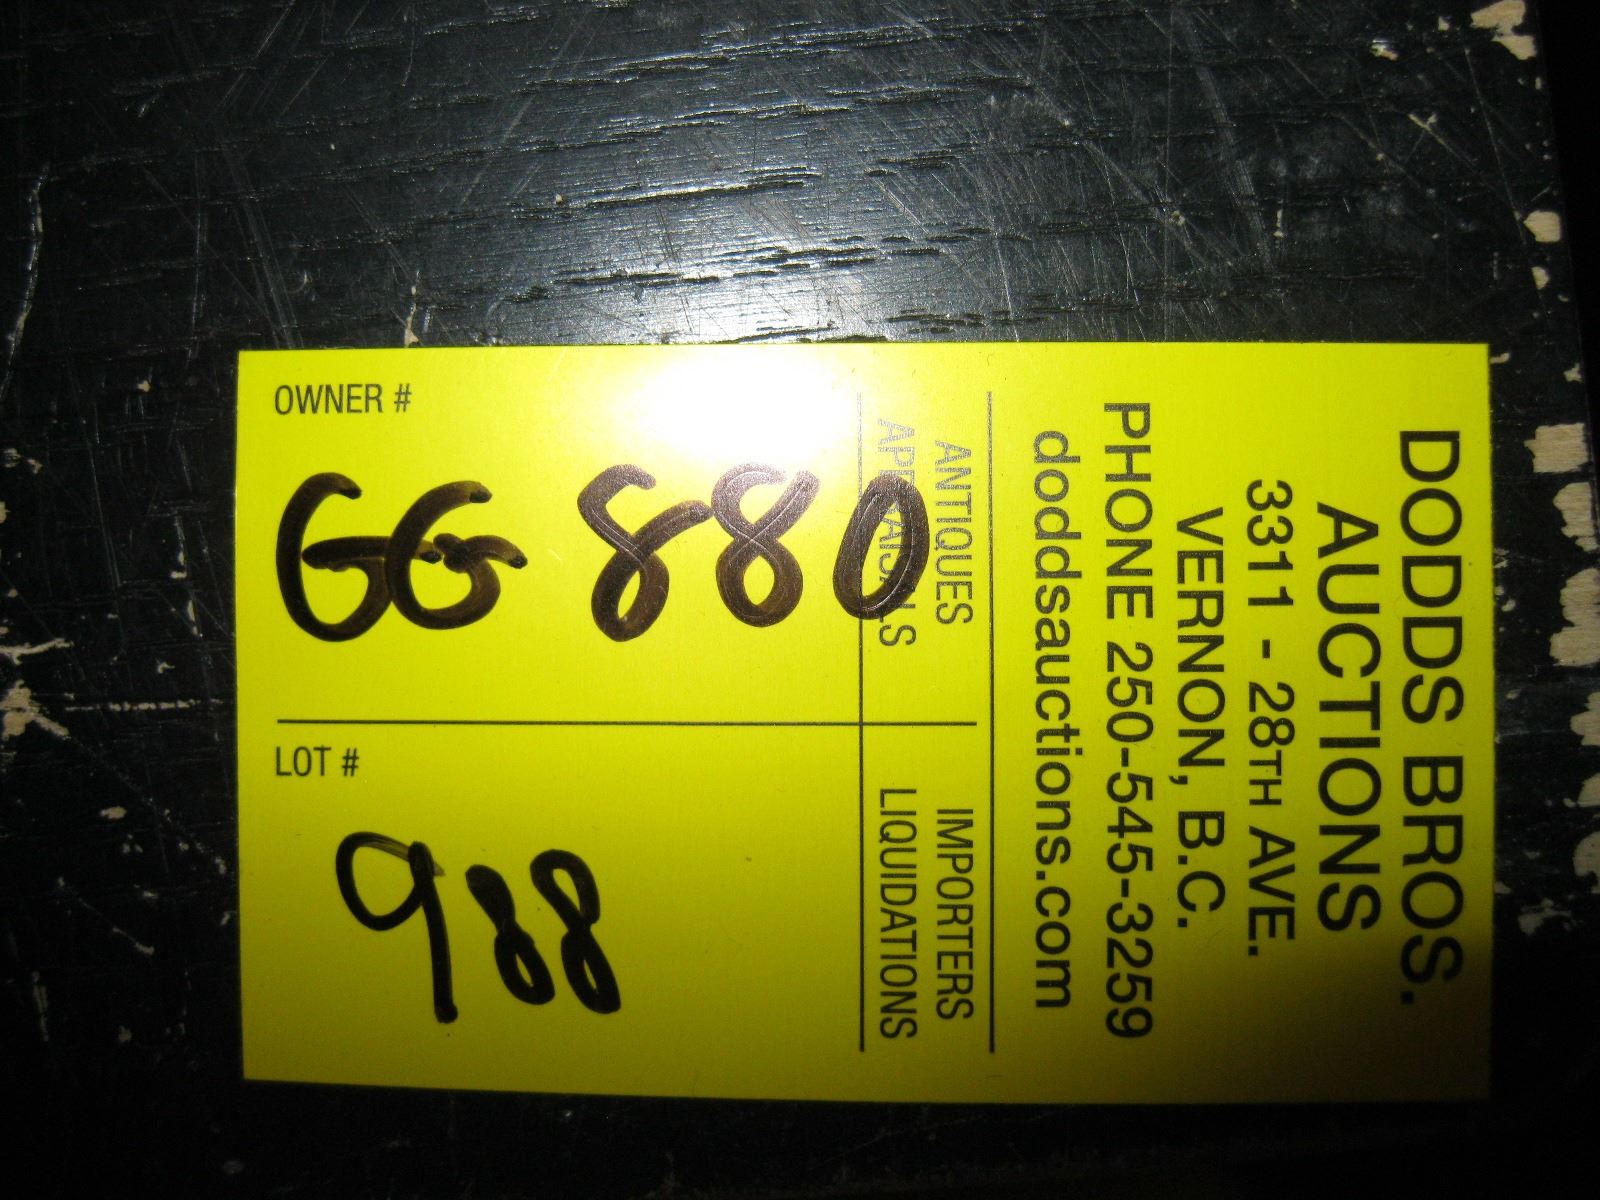 DODDS BROS.
AUCTIONS
3311 - 28TH AVE.
VERNON, B.C.
PHONE 250-545-3259
doddsauctions.com
ANTIQUES
APPRAISALS
IMPORTERS
LIQUIDATIONS
OWNER #
GG 880
LOT #
988